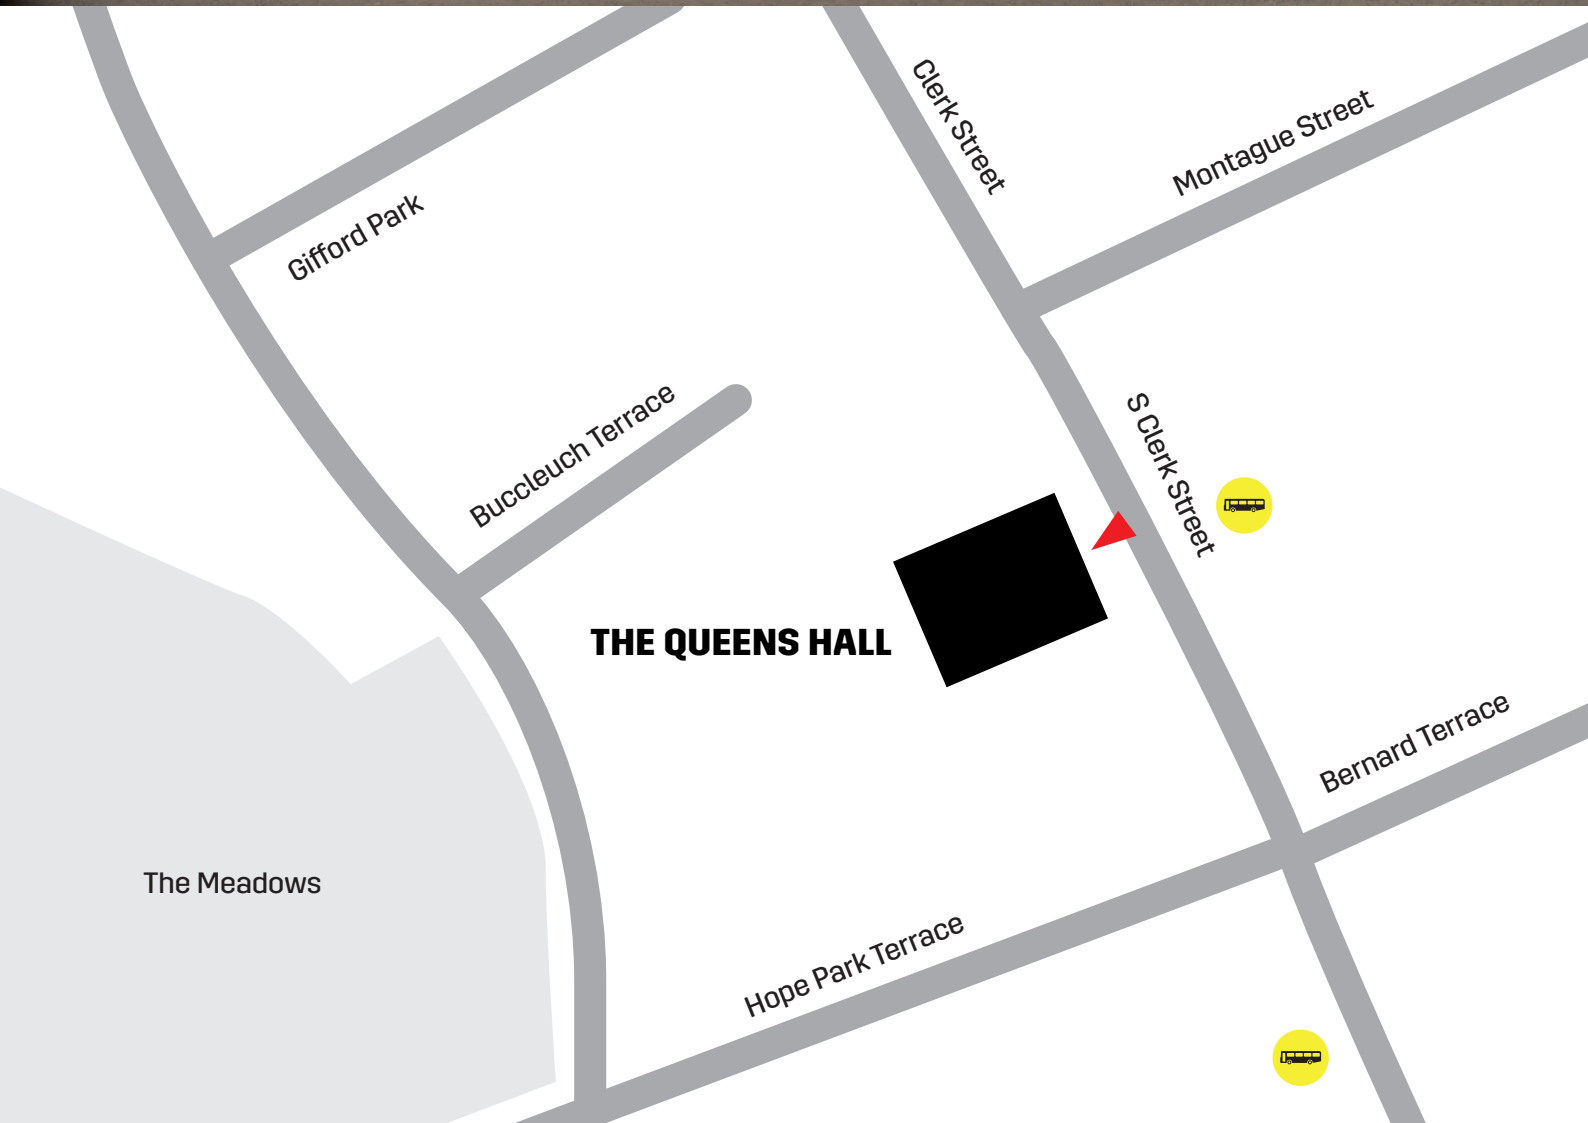 Clerk Street
Montague Street
Gifford Park
Buccleuch Terrace
S Clerk Street
THE QUEENS HALL
Bernard Terrace
The Meadows
Hope Park Terrace